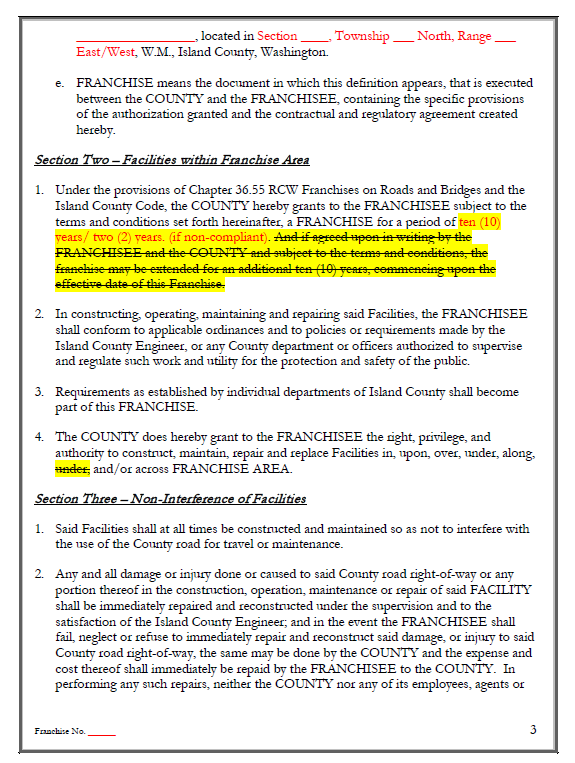 _________________, located in Section ____, Township ___ North, Range ___
East/West, W.M., Island County, Washington.
e. FRANCHISE means the document in which this definition appears, that is executed
between the COUNTY and the FRANCHISEE, containing the specific provisions
of the authorization granted and the contractual and regulatory agreement created
hereby.
Section Two – Facilities within Franchise Area
1. Under the provisions of Chapter 36.55 RCW Franchises on Roads and Bridges and the
Island County Code, the COUNTY hereby grants to the FRANCHISEE subject to the
terms and conditions set forth hereinafter, a FRANCHISE for a period of ten (10)
years/ two (2) years. (if non-compliant). And if agreed upon in writing by the
FRANCHISEE and the COUNTY and subject to the terms and conditions, the
franchise may be extended for an additional ten (10) years, commencing upon the
effective date of this Franchise.
2. In constructing, operating, maintaining and repairing said Facilities, the FRANCHISEE
shall conform to applicable ordinances and to policies or requirements made by the
Island County Engineer, or any County department or officers authorized to supervise
and regulate such work and utility for the protection and safety of the public.
3. Requirements as established by individual departments of Island County shall become
part of this FRANCHISE.
4. The COUNTY does hereby grant to the FRANCHISEE the right, privilege, and
authority to construct, maintain, repair and replace Facilities in, upon, over, under, along,
under, and/or across FRANCHISE AREA.
Section Three – Non-Interference of Facilities
1. Said Facilities shall at all times be constructed and maintained so as not to interfere with
the use of the County road for travel or maintenance.
2. Any and all damage or injury done or caused to said County road right-of-way or any
portion thereof in the construction, operation, maintenance or repair of said FACILITY
shall be immediately repaired and reconstructed under the supervision and to the
satisfaction of the Island County Engineer; and in the event the FRANCHISEE shall
fail, neglect or refuse to immediately repair and reconstruct said damage, or injury to said
County road right-of-way, the same may be done by the COUNTY and the expense and
cost thereof shall immediately be repaid by the FRANCHISEE to the COUNTY. In
performing any such repairs, neither the COUNTY nor any of its employees, agents or
Franchise No. ______ 3